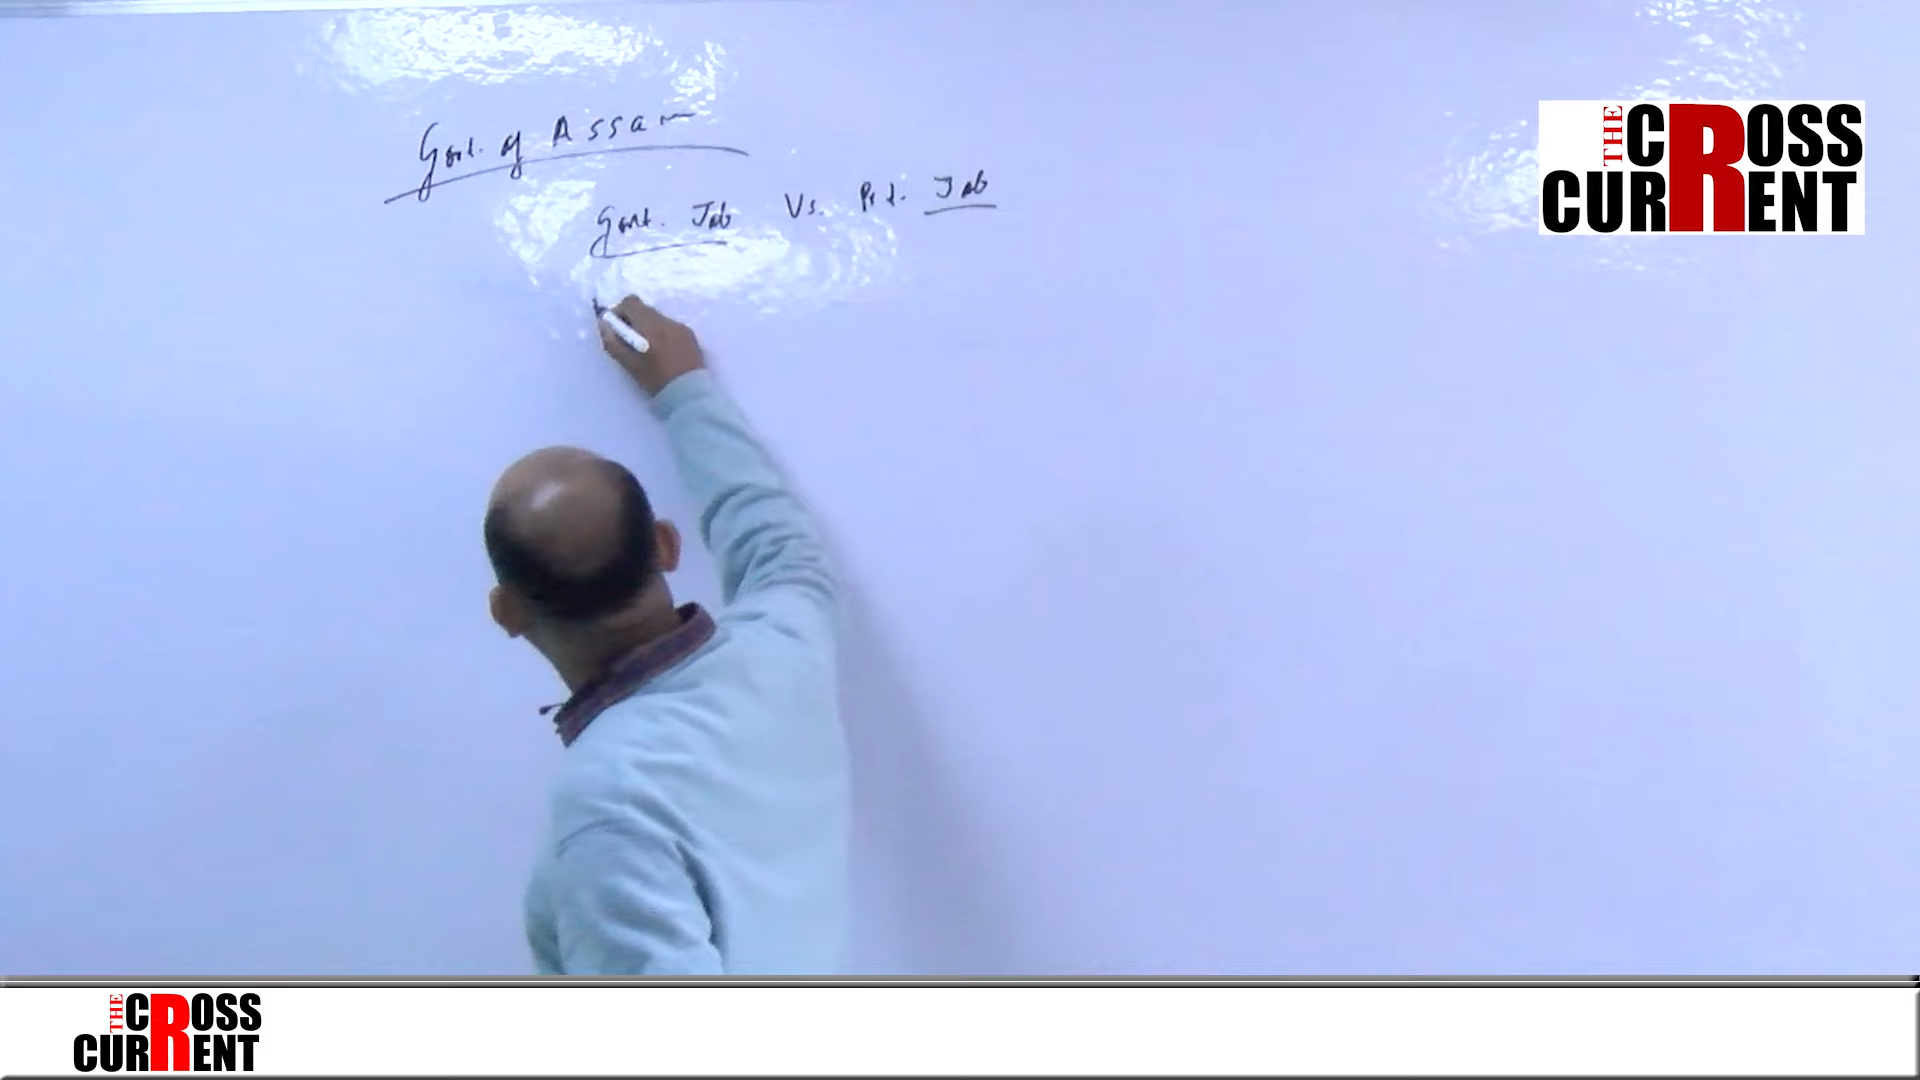 Govt. of Assam
Govt. Job Vs. Pvt. Job
THE CROSS
CURRENT
THE CROSS
CURRENT